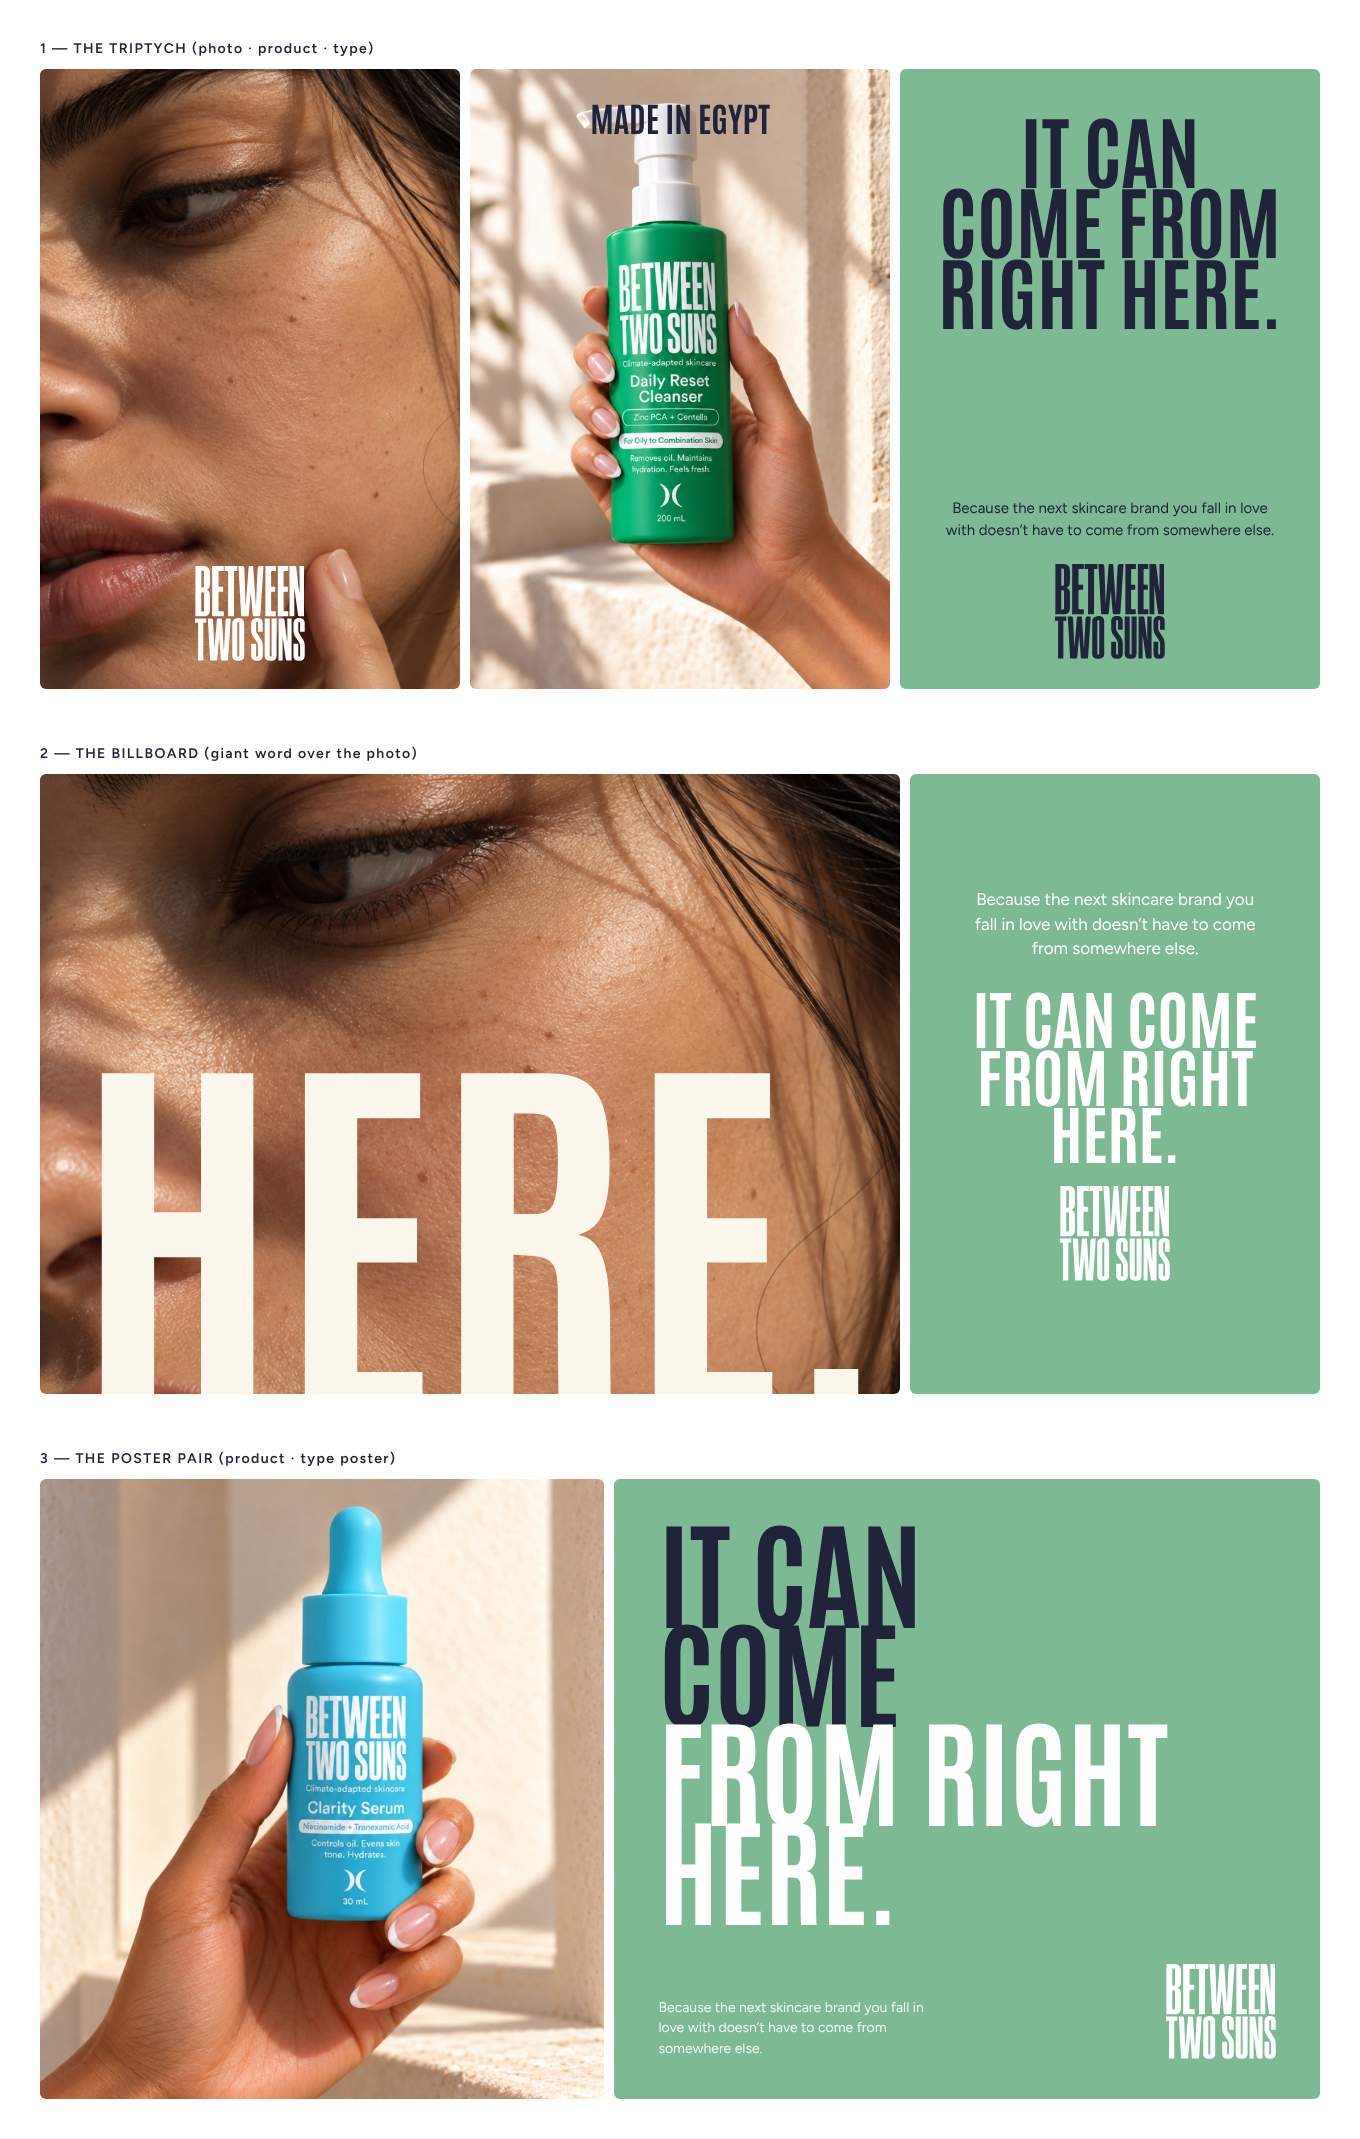 1 — THE TRIPTYCH (photo · product · type)
BETWEEN
TWO SUNS
MADE IN EGYPT
BETWEEN
TWO SUNS
Climate-adapted skincare
Daily Reset
Cleanser
Zinc PCA + Centella
For Oily to Combination Skin
Removes oil. Maintains
hydration. Feels fresh.
200 mL
IT CAN
COME FROM
RIGHT HERE.
Because the next skincare brand you fall in love
with doesn’t have to come from somewhere else.
BETWEEN
TWO SUNS
2 — THE BILLBOARD (giant word over the photo)
HERE.
Because the next skincare brand you
fall in love with doesn’t have to come
from somewhere else.
IT CAN COME
FROM RIGHT
HERE.
BETWEEN
TWO SUNS
3 — THE POSTER PAIR (product · type poster)
BETWEEN
TWO SUNS
Climate-adapted skincare
Clarity Serum
Niacinamide + Tranexamic Acid
Controls oil. Evens skin
tone. Hydrates.
30 mL
IT CAN
COME
FROM RIGHT
HERE.
Because the next skincare brand you fall in
love with doesn’t have to come from
somewhere else.
BETWEEN
TWO SUNS